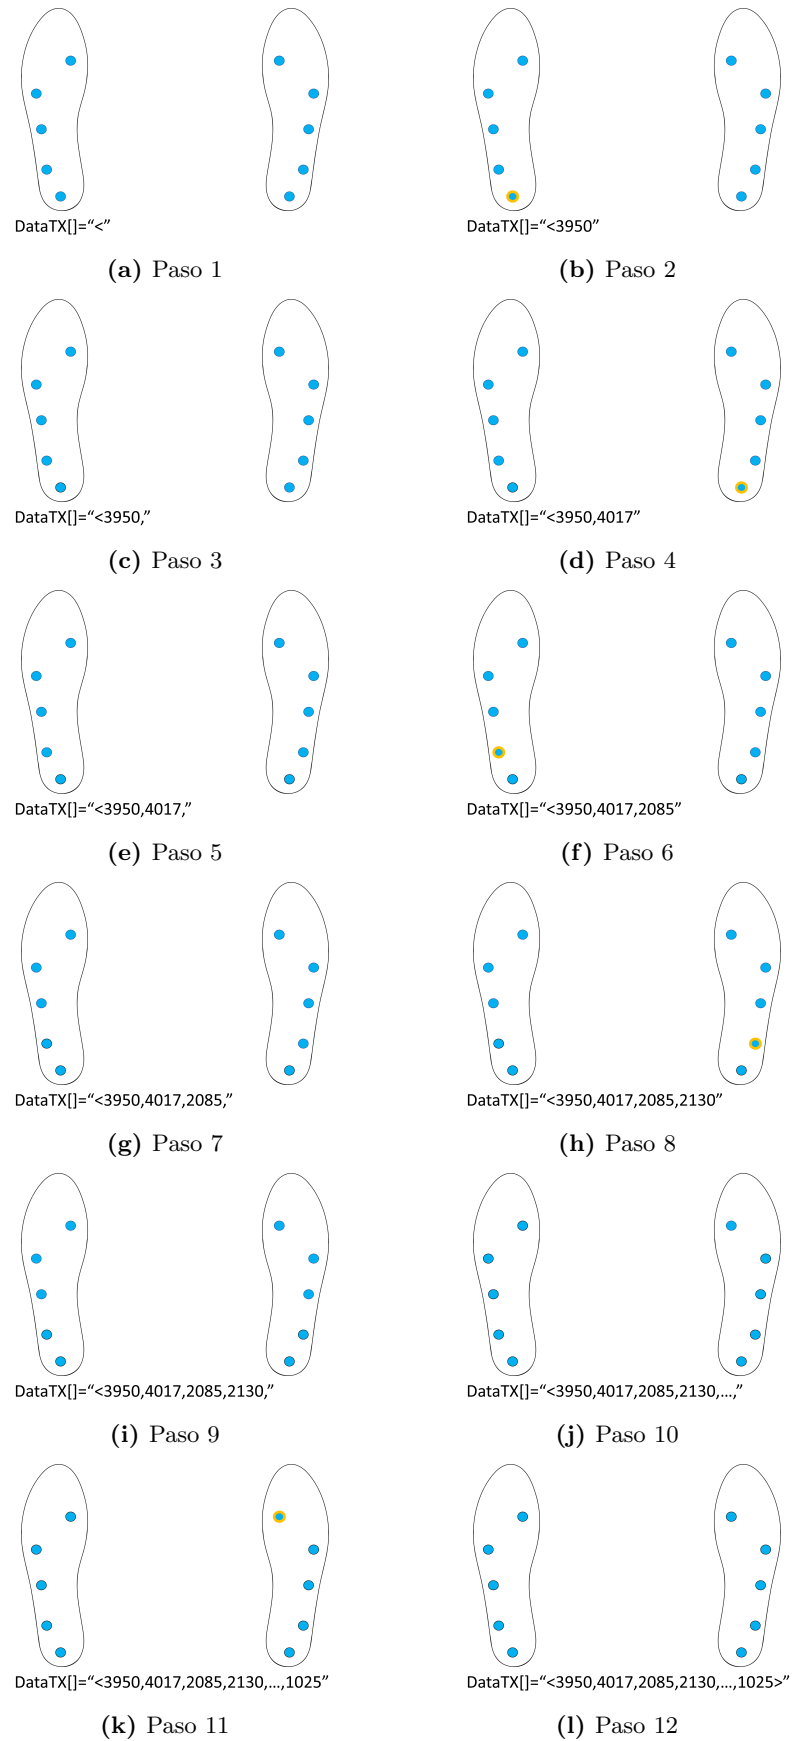 DataTX[]=“<”
DataTX[]=“<3950”
(a) Paso 1
(b) Paso 2
DataTX[]=“<3950,”
DataTX[]=“<3950,4017”
(c) Paso 3
(d) Paso 4
DataTX[]=“<3950,4017,”
DataTX[]=“<3950,4017,2085”
(e) Paso 5
(f) Paso 6
DataTX[]=“<3950,4017,2085,”
DataTX[]=“<3950,4017,2085,2130”
(g) Paso 7
(h) Paso 8
DataTX[]=“<3950,4017,2085,2130,”
DataTX[]=“<3950,4017,2085,2130,…,”
(i) Paso 9
(j) Paso 10
DataTX[]=“<3950,4017,2085,2130,…,1025”
DataTX[]=“<3950,4017,2085,2130,…,1025>”
(k) Paso 11
(l) Paso 12